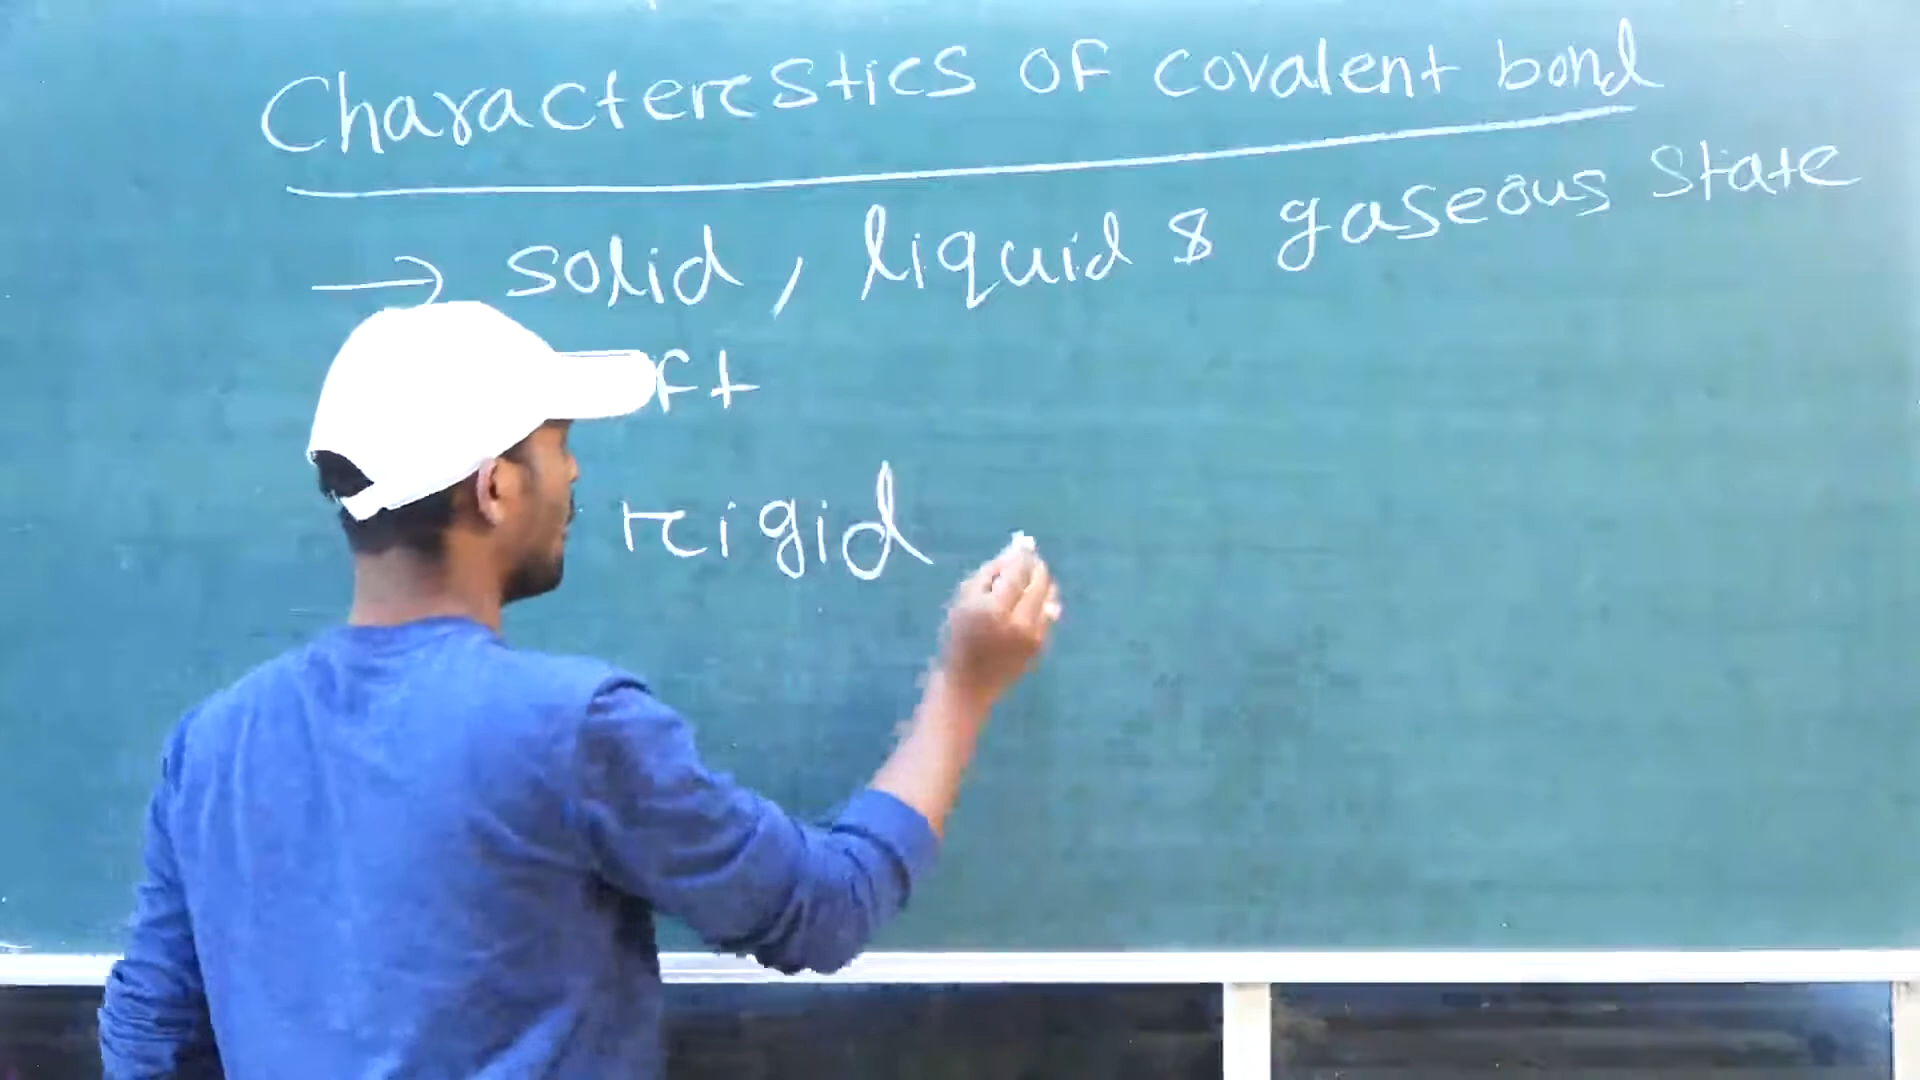 Characterestics OF covalent bond
→ solid, liquid & gaseous state
ft
rigid